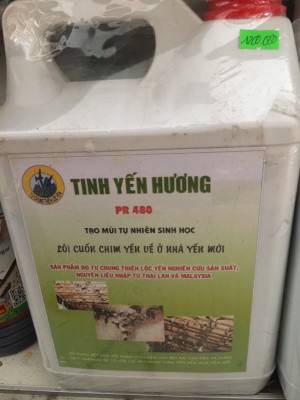 1200.000
TINH YẾN HƯƠNG
PR 480
TẠO MÙI TỰ NHIÊN SINH HỌC
LÔI CUỐN CHIM YẾN VỀ Ở NHÀ YẾN MỚI
SẢN PHẨM DO TỰ CHUNG THIÊN LỘC YẾN NGHIÊN CỨU SẢN XUẤT,
NGUYÊN LIỆU NHẬP TỪ THÁI LAN VÀ MALAYSIA